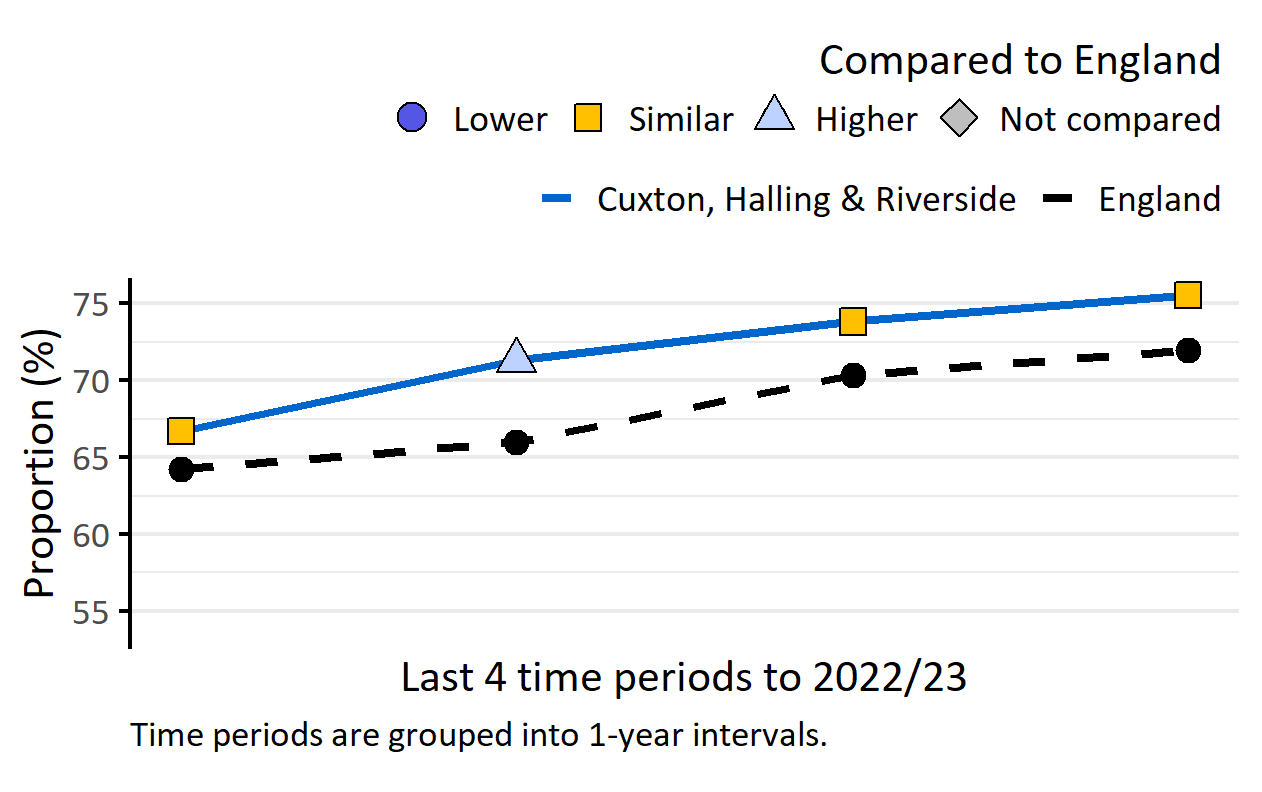 Compared to England
Lower Similar Higher Not compared
Cuxton, Halling & Riverside England
Proportion (%)
75
70
65
60
55
Last 4 time periods to 2022/23
Time periods are grouped into 1-year intervals.